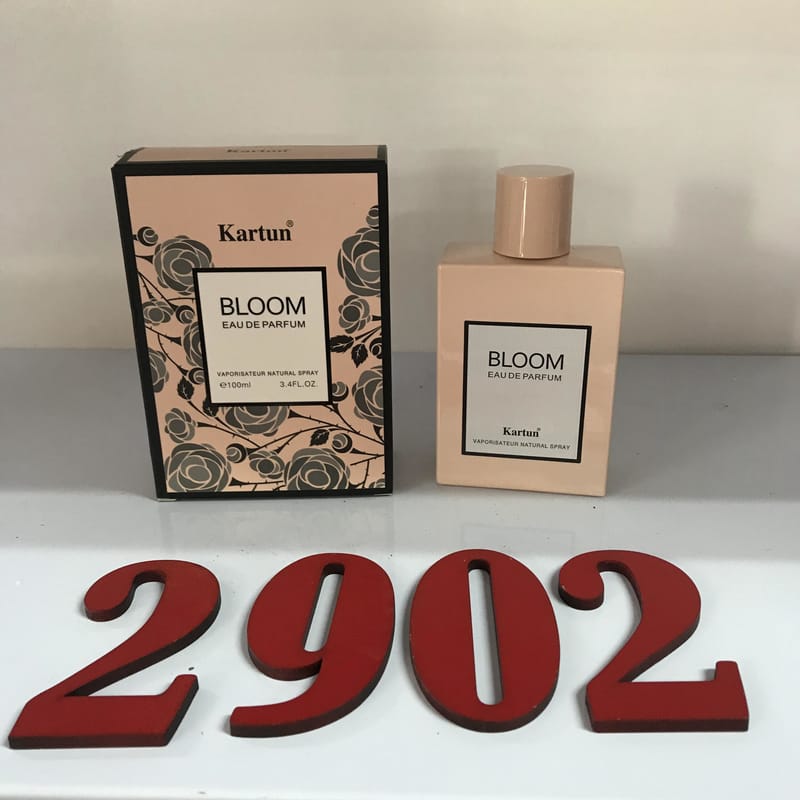 Kartun
Kartun®
BLOOM
EAU DE PARFUM
VAPORISATEUR NATURAL SPRAY
℮100ml 3.4FL.OZ.
BLOOM
EAU DE PARFUM
Kartun®
VAPORISATEUR NATURAL SPRAY
2902